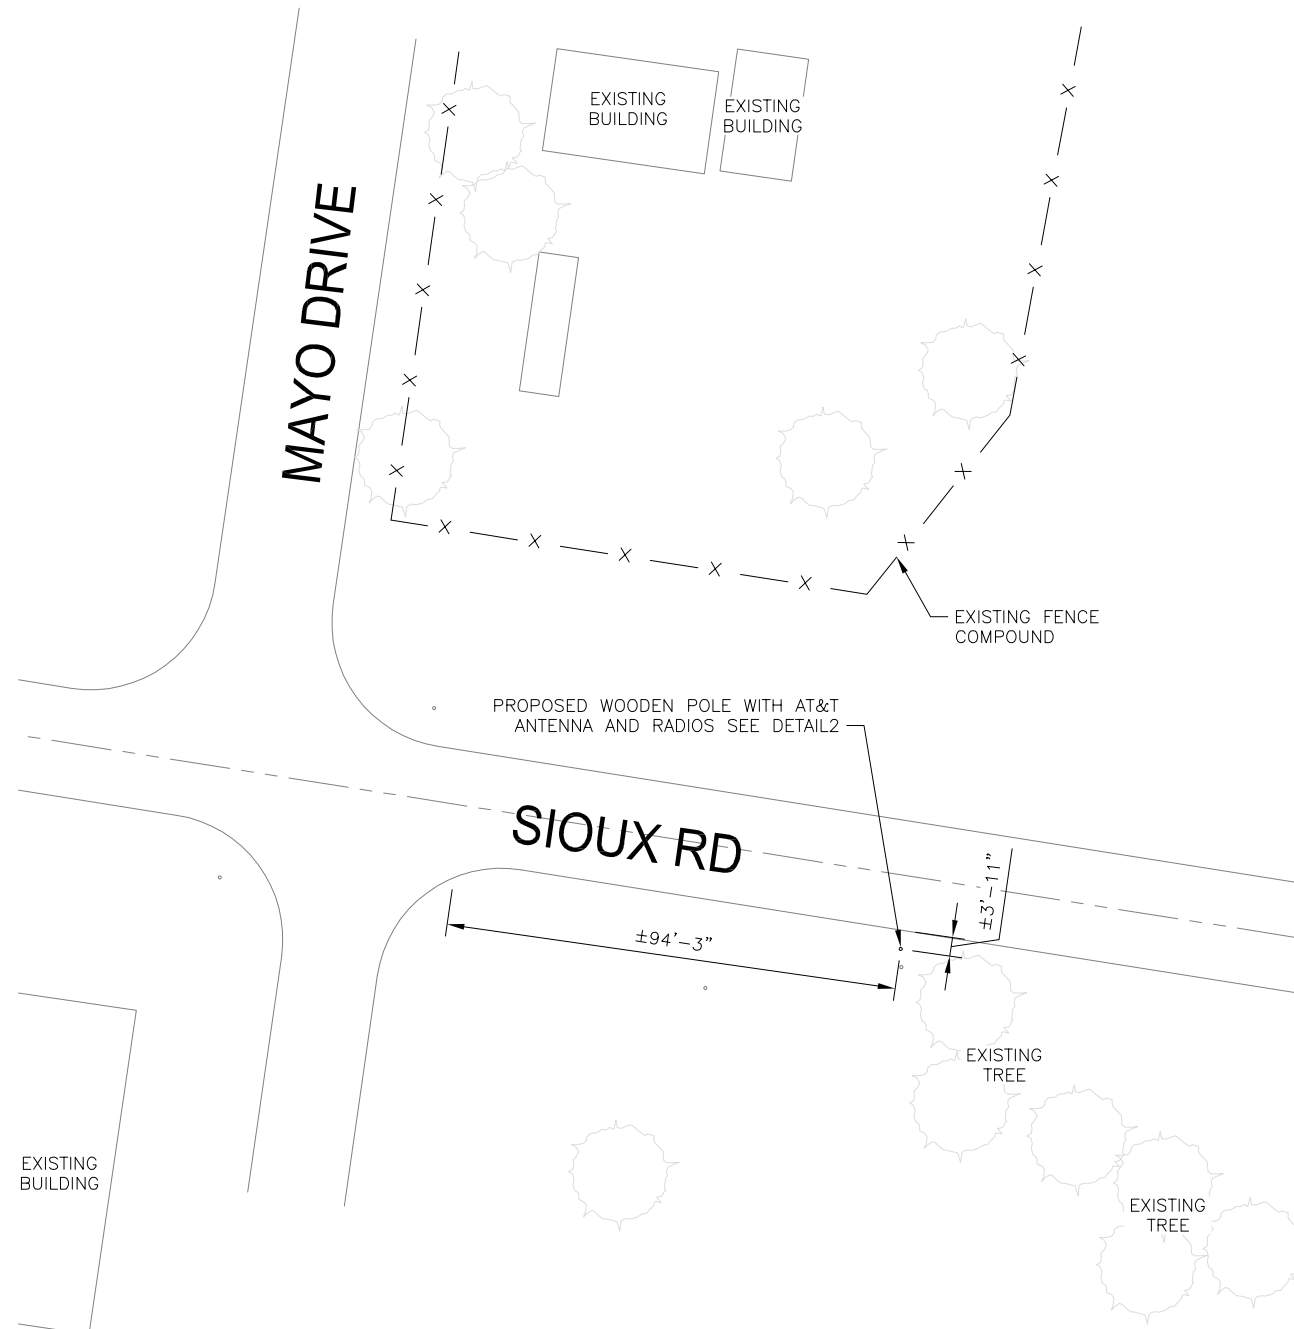 EXISTING
BUILDING
EXISTING
BUILDING
MAYO DRIVE
EXISTING FENCE
COMPOUND
PROPOSED WOODEN POLE WITH AT&T
ANTENNA AND RADIOS SEE DETAIL2
SIOUX RD
±3'-11"
±94'-3"
EXISTING
TREE
EXISTING
BUILDING
EXISTING
TREE